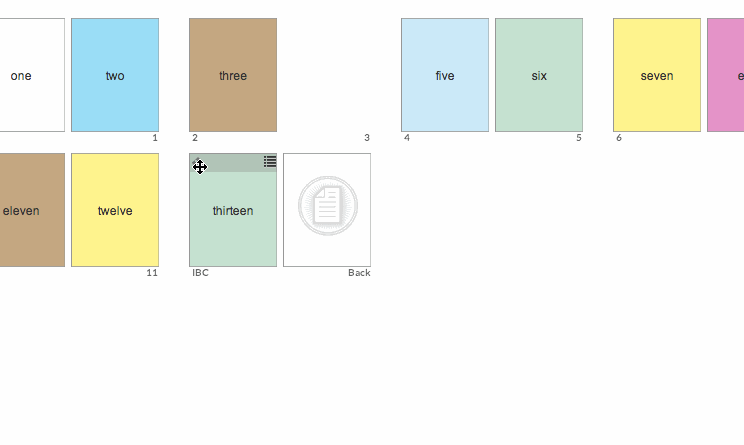 one two three five six seven e
1 2 3 4 5 6
eleven twelve thirteen
11 IBC Back